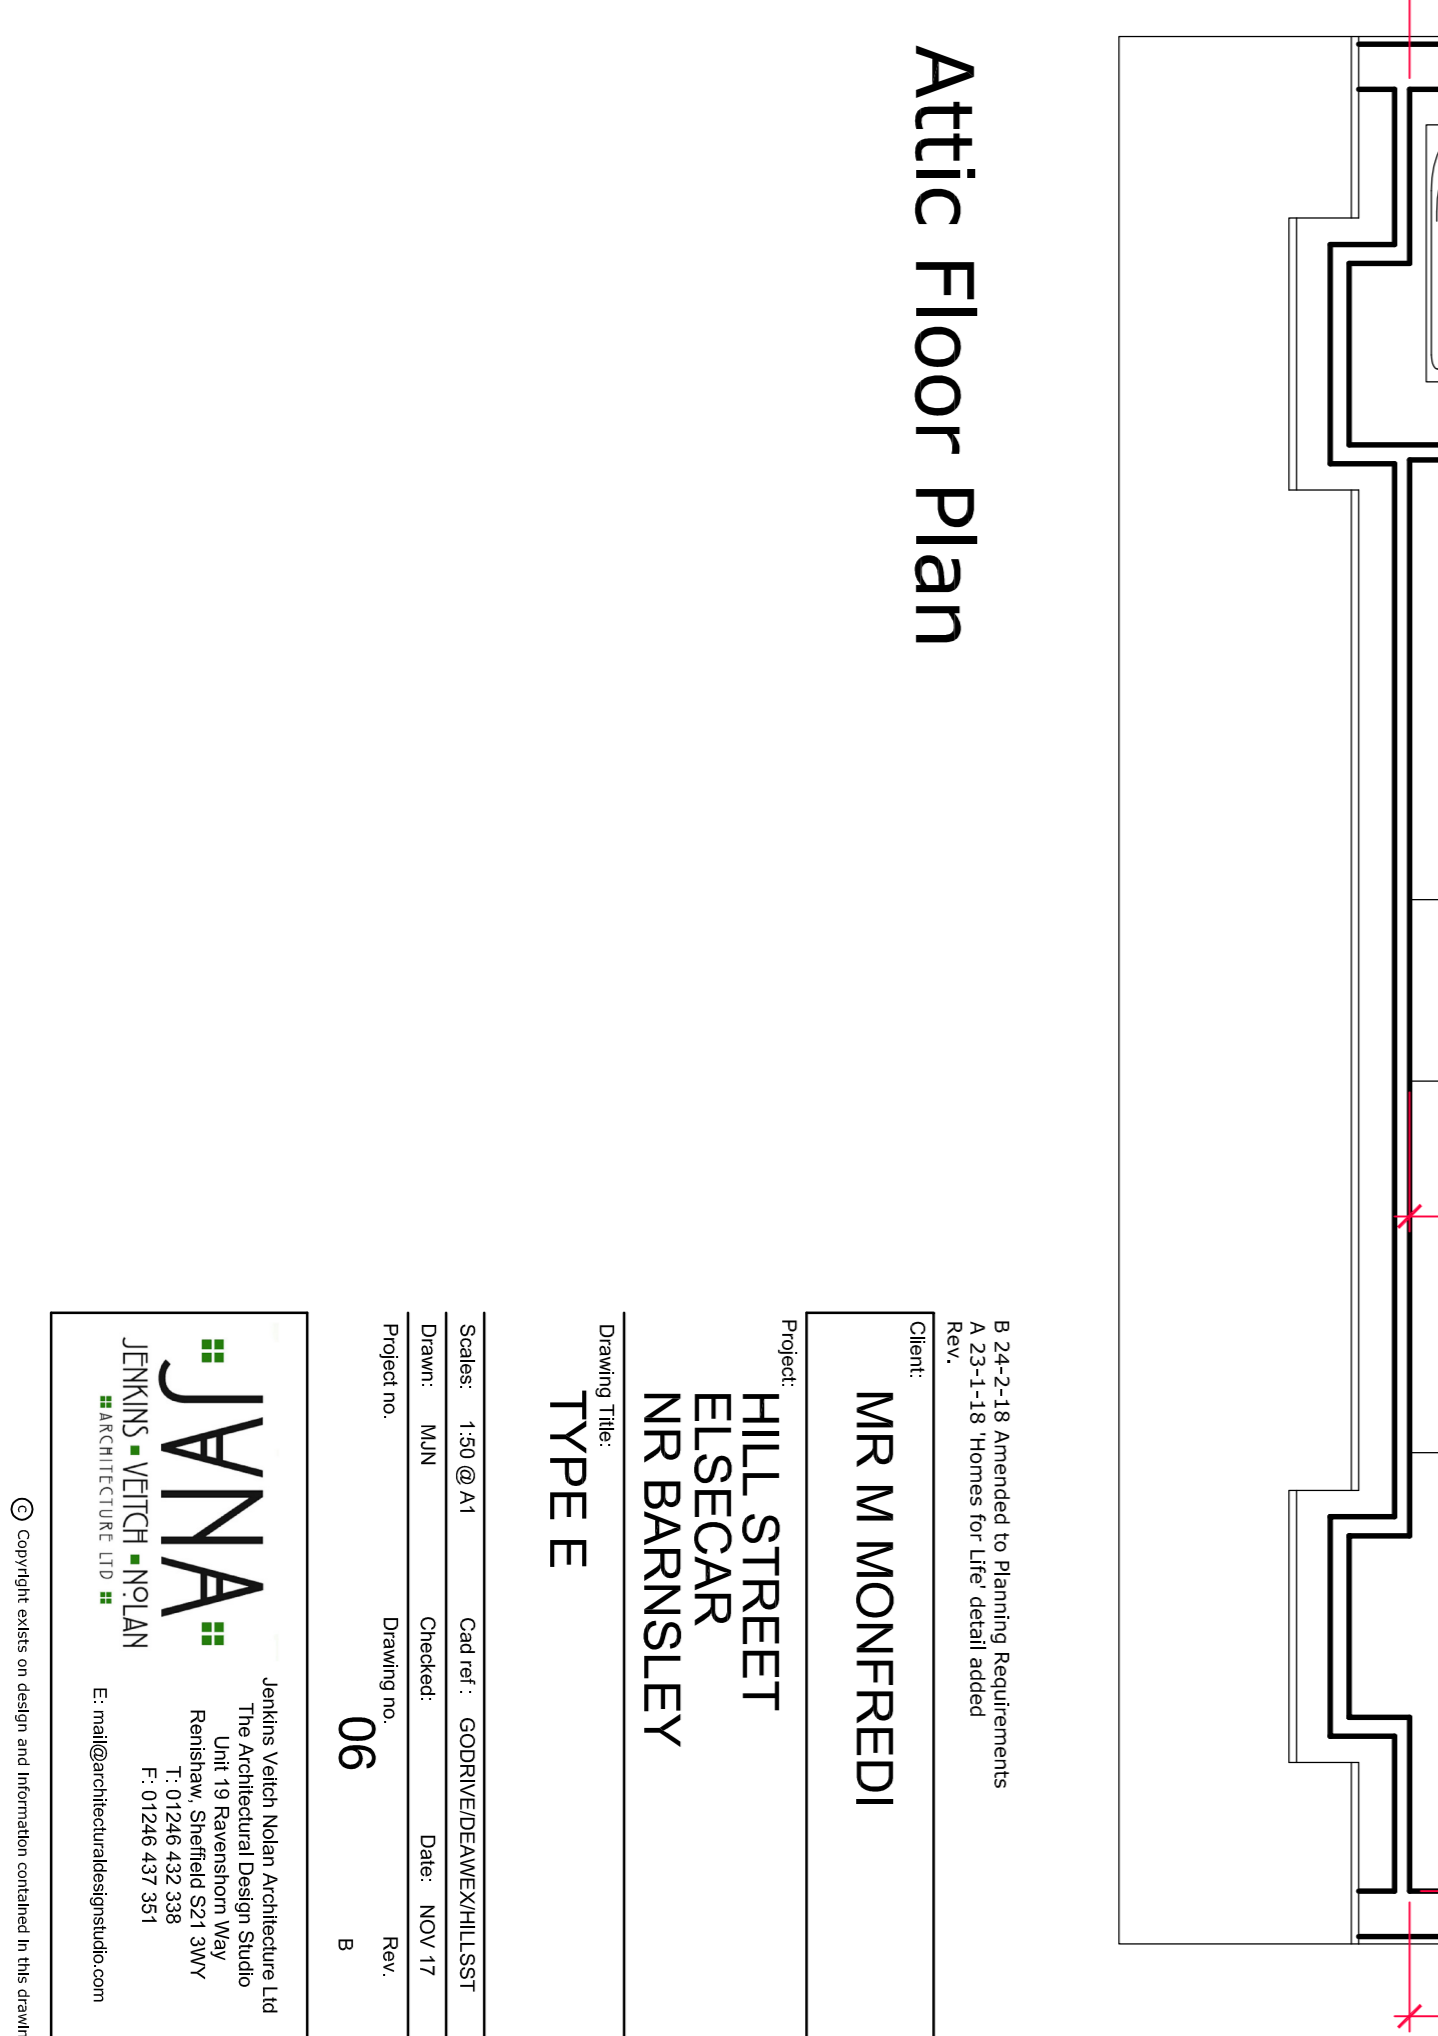 Attic Floor Plan
B 24-2-18 Amended to Planning Requirements
A 23-1-18 'Homes for Life' detail added
Rev.
Client:
MR M MONFREDI
Project:
HILL STREET
ELSECAR
NR BARNSLEY
Drawing Title:
TYPE E
Scales: 1:50 @ A1 Cad ref : GODRIVE/DEAWEX/HILLSST
Drawn: MJN Checked: Date: NOV 17
Project no. Drawing no. Rev.
06 B
JVNA
JENKINS VEITCH NOLAN
ARCHITECTURE LTD
Jenkins Veitch Nolan Architecture Ltd
The Architectural Design Studio
Unit 19 Ravenshorn Way
Renishaw, Sheffield S21 3WY
T: 01246 432 338
F: 01246 437 351
E: mail@architecturaldesignstudio.com
© Copyright exists on design and information contained in this